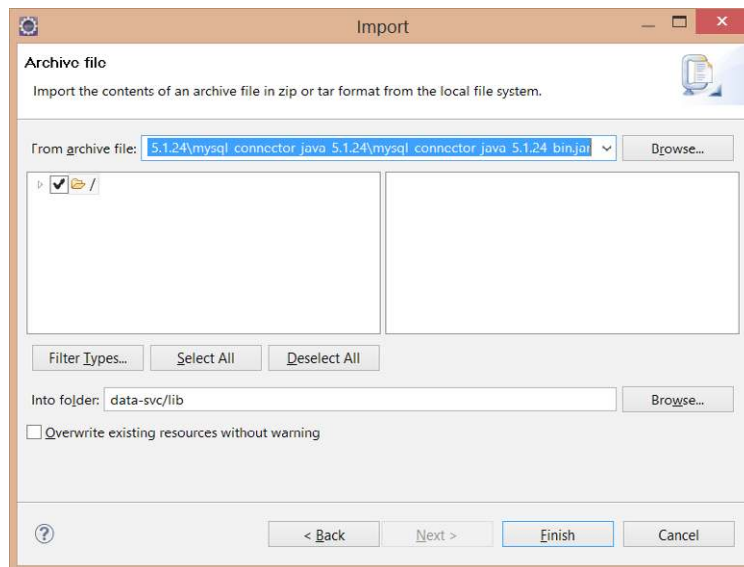 Import
Archive file
Import the contents of an archive file in zip or tar format from the local file system.
From archive file: 5.1.24\mysql connector java 5.1.24\mysql connector java 5.1.24 bin.jar Browse...
/
Filter Types... Select All Deselect All
Into folder: data-svc/lib Browse...
Overwrite existing resources without warning
? < Back Next > Finish Cancel